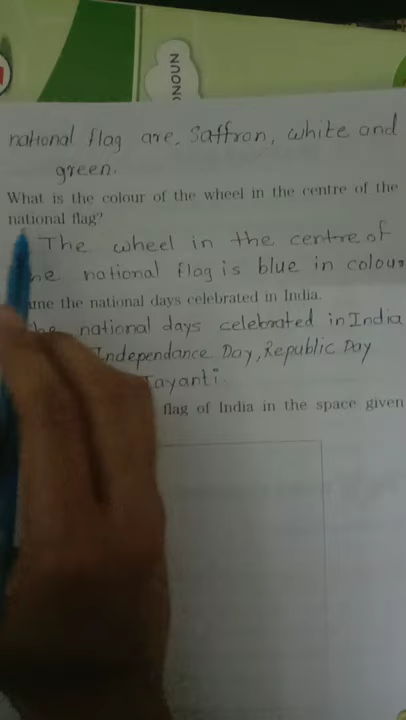 NOUN
national flag are, Saffron, white and
green.
What is the colour of the wheel in the centre of the
national flag?
The wheel in the centre of
national flag is blue in colour
the national days celebrated in India.
national days celebrated in India
Independance Day, Republic Day
Jayanti.
flag of India in the space given